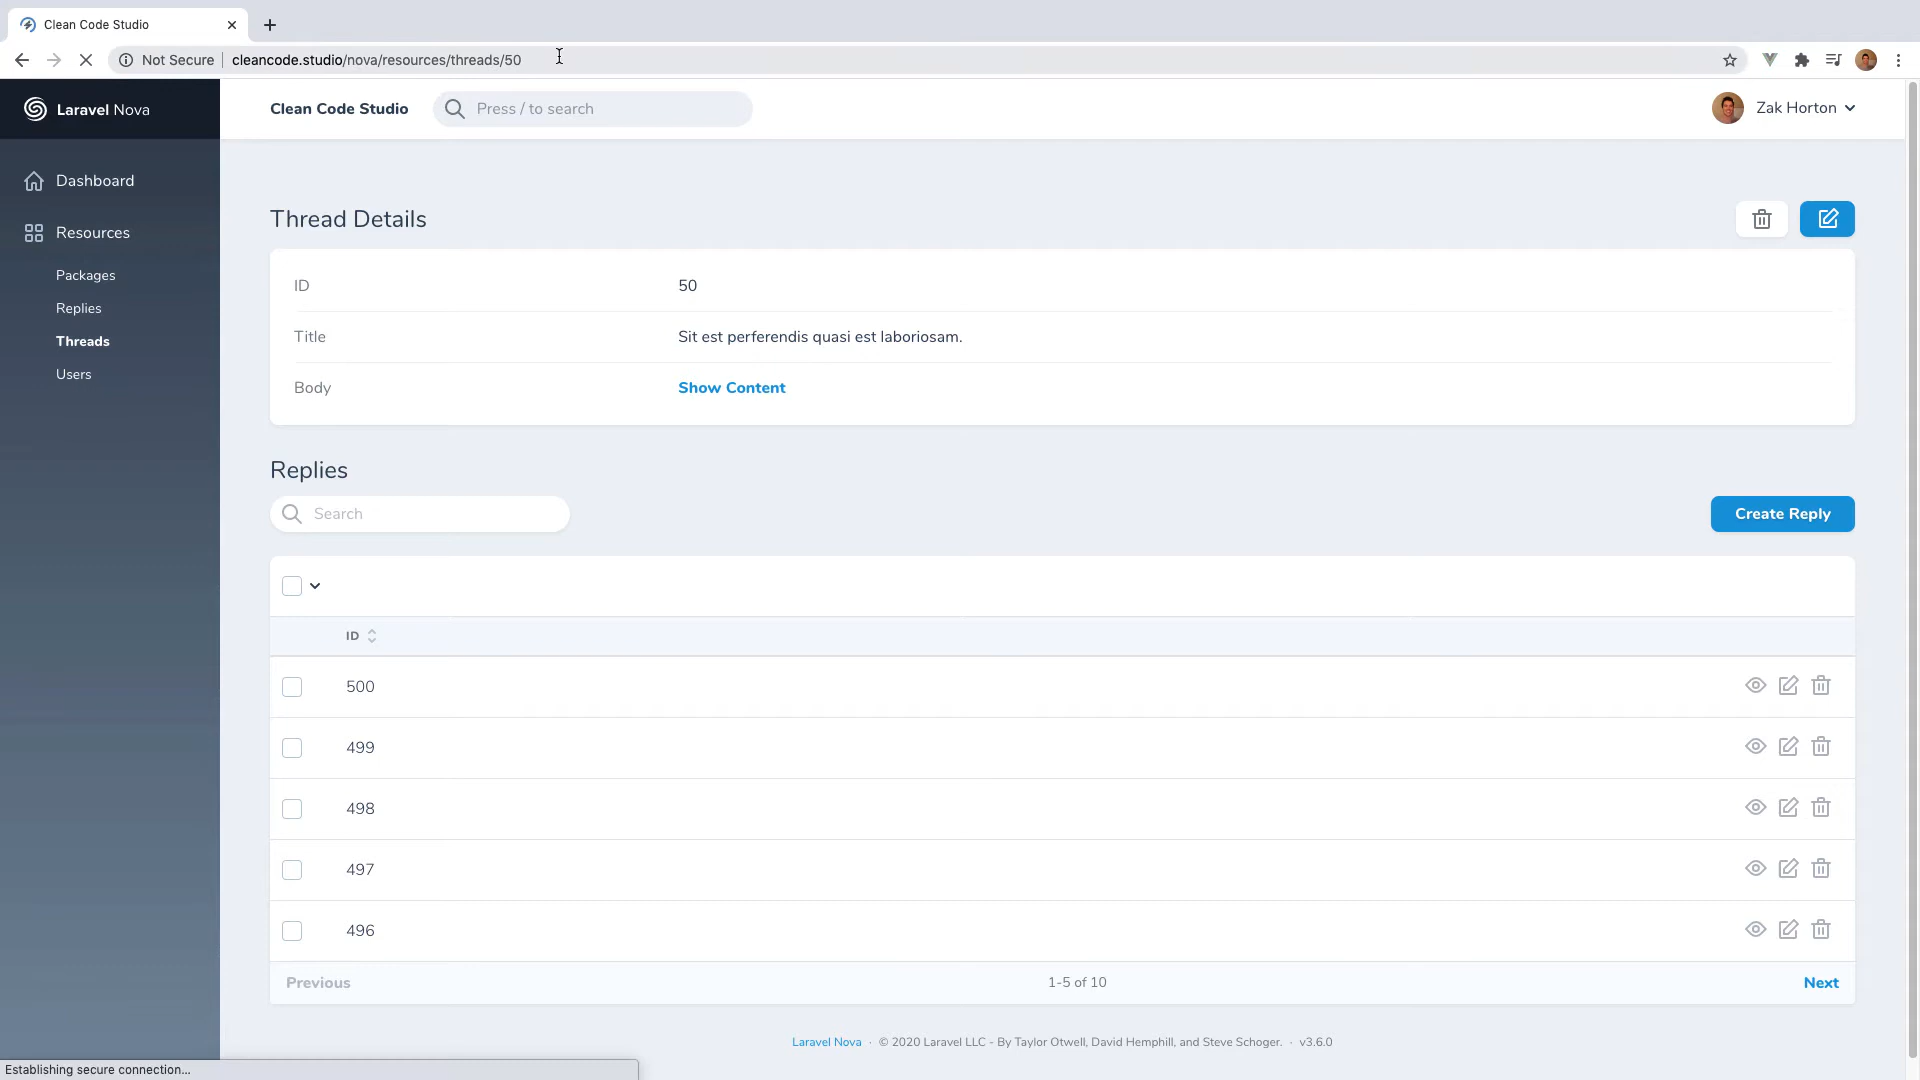 Clean Code Studio
Not Secure cleancode.studio/nova/resources/threads/50
Laravel Nova
Clean Code Studio
Press / to search
Zak Horton
Dashboard
Resources
Packages
Replies
Threads
Users
Thread Details
ID 50
Title Sit est perferendis quasi est laboriosam.
Body Show Content
Replies
Search
Create Reply
ID
500
499
498
497
496
Previous 1-5 of 10 Next
Laravel Nova · © 2020 Laravel LLC - By Taylor Otwell, David Hemphill, and Steve Schoger. · v3.6.0
Establishing secure connection...